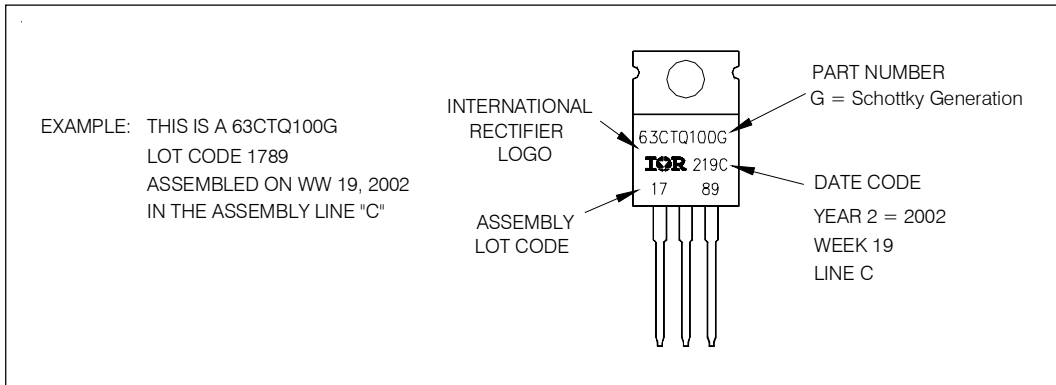 EXAMPLE: THIS IS A 63CTQ100G
LOT CODE 1789
ASSEMBLED ON WW 19, 2002
IN THE ASSEMBLY LINE "C"
INTERNATIONAL
RECTIFIER
LOGO
ASSEMBLY
LOT CODE
63CTQ100G
IOR 219C
17 89
PART NUMBER
G = Schottky Generation
DATE CODE
YEAR 2 = 2002
WEEK 19
LINE C